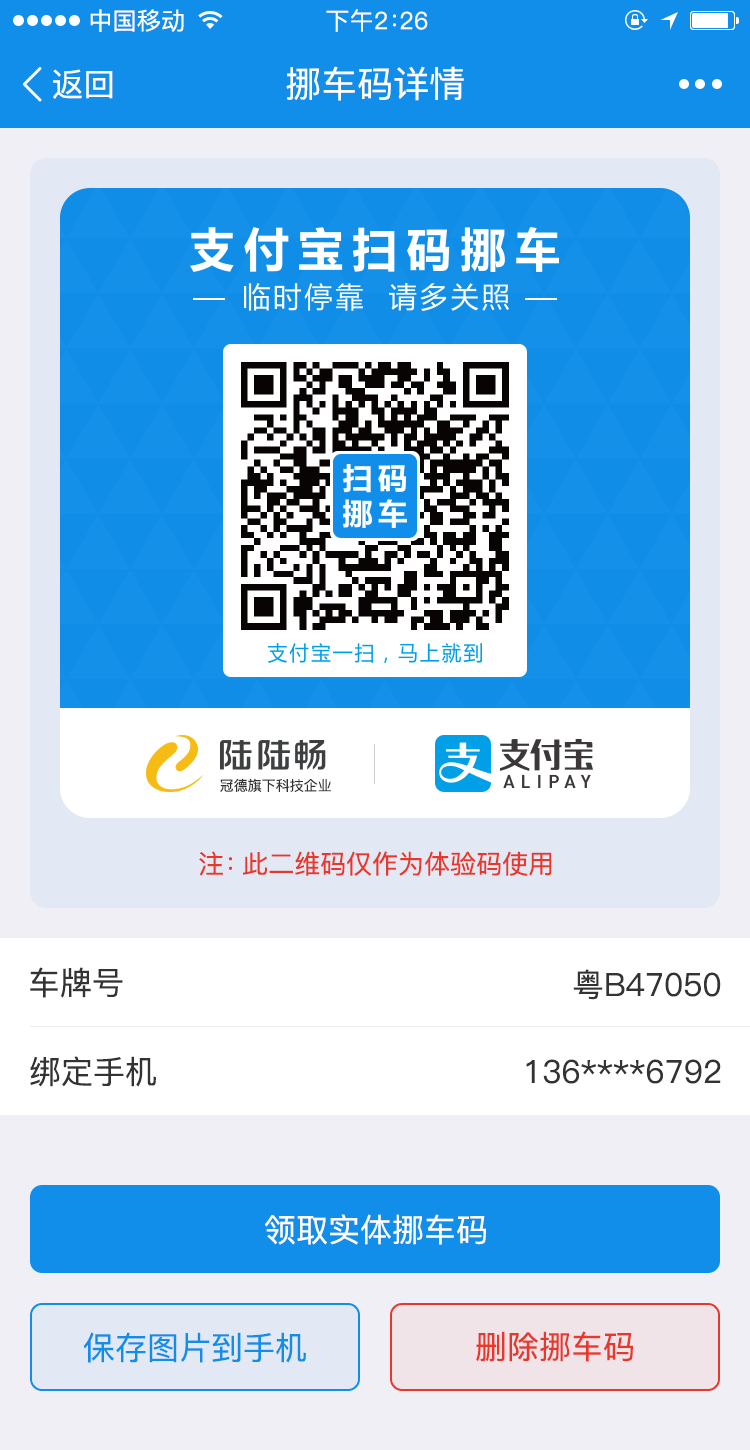 中国移动 下午2:26
返回 挪车码详情
支付宝扫码挪车
临时停靠 请多关照
扫码
挪车
支付宝一扫，马上就到
陆陆畅 支付宝
冠德旗下科技企业 ALIPAY
注：此二维码仅作为体验码使用
车牌号 粤B47050
绑定手机 136****6792
领取实体挪车码
保存图片到手机 删除挪车码